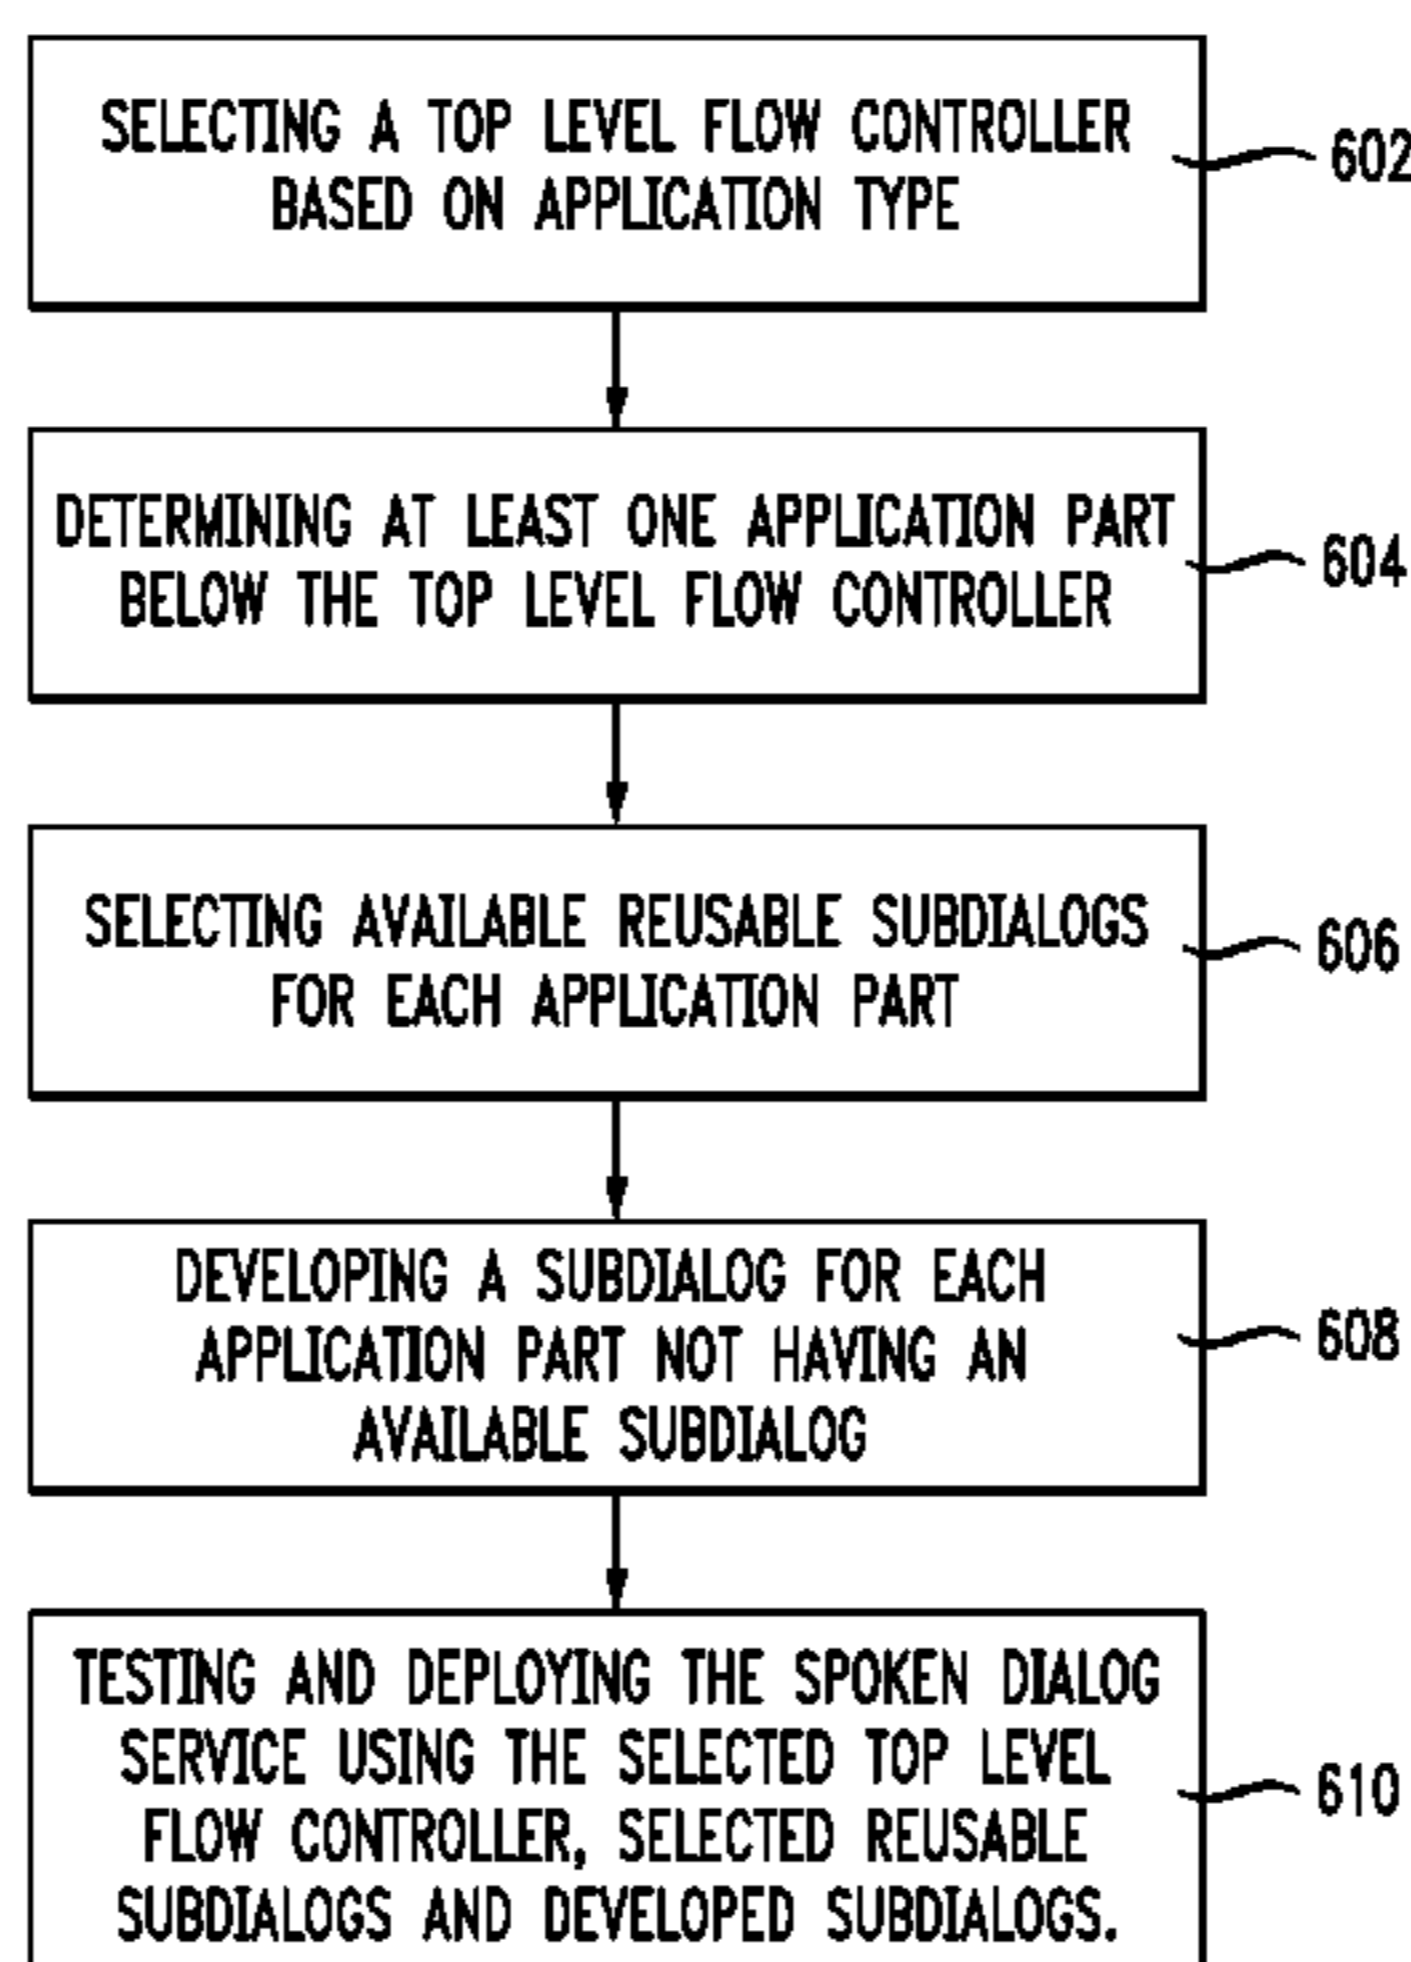 SELECTING A TOP LEVEL FLOW CONTROLLER
BASED ON APPLICATION TYPE
602
DETERMINING AT LEAST ONE APPLICATION PART
BELOW THE TOP LEVEL FLOW CONTROLLER
604
SELECTING AVAILABLE REUSABLE SUBDIALOGS
FOR EACH APPLICATION PART
606
DEVELOPING A SUBDIALOG FOR EACH
APPLICATION PART NOT HAVING AN
AVAILABLE SUBDIALOG
608
TESTING AND DEPLOYING THE SPOKEN DIALOG
SERVICE USING THE SELECTED TOP LEVEL
FLOW CONTROLLER, SELECTED REUSABLE
SUBDIALOGS AND DEVELOPED SUBDIALOGS.
610